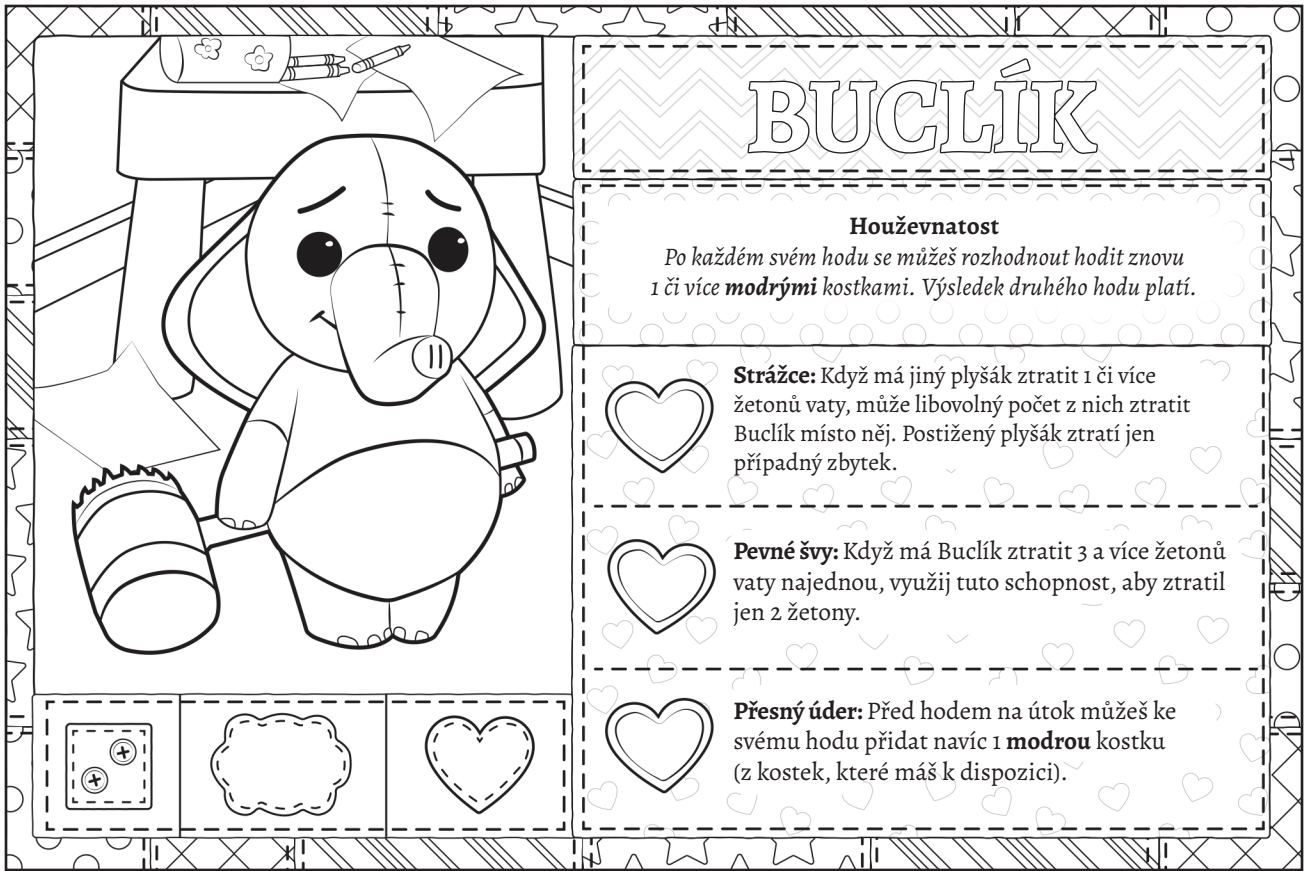 BUCLÍK
Houževnatost
Po každém svém hodu se můžeš rozhodnout hodit znovu
1 či více modrými kostkami. Výsledek druhého hodu platí.
Strážce: Když má jiný plyšák ztratit 1 či více
žetonů vaty, může libovolný počet z nich ztratit
Buclík místo něj. Postižený plyšák ztratí jen
případný zbytek.
Pevné švy: Když má Buclík ztratit 3 a více žetonů
vaty najednou, využij tuto schopnost, aby ztratil
jen 2 žetony.
Přesný úder: Před hodem na útok můžeš ke
svému hodu přidat navíc 1 modrou kostku
(z kostek, které máš k dispozici).